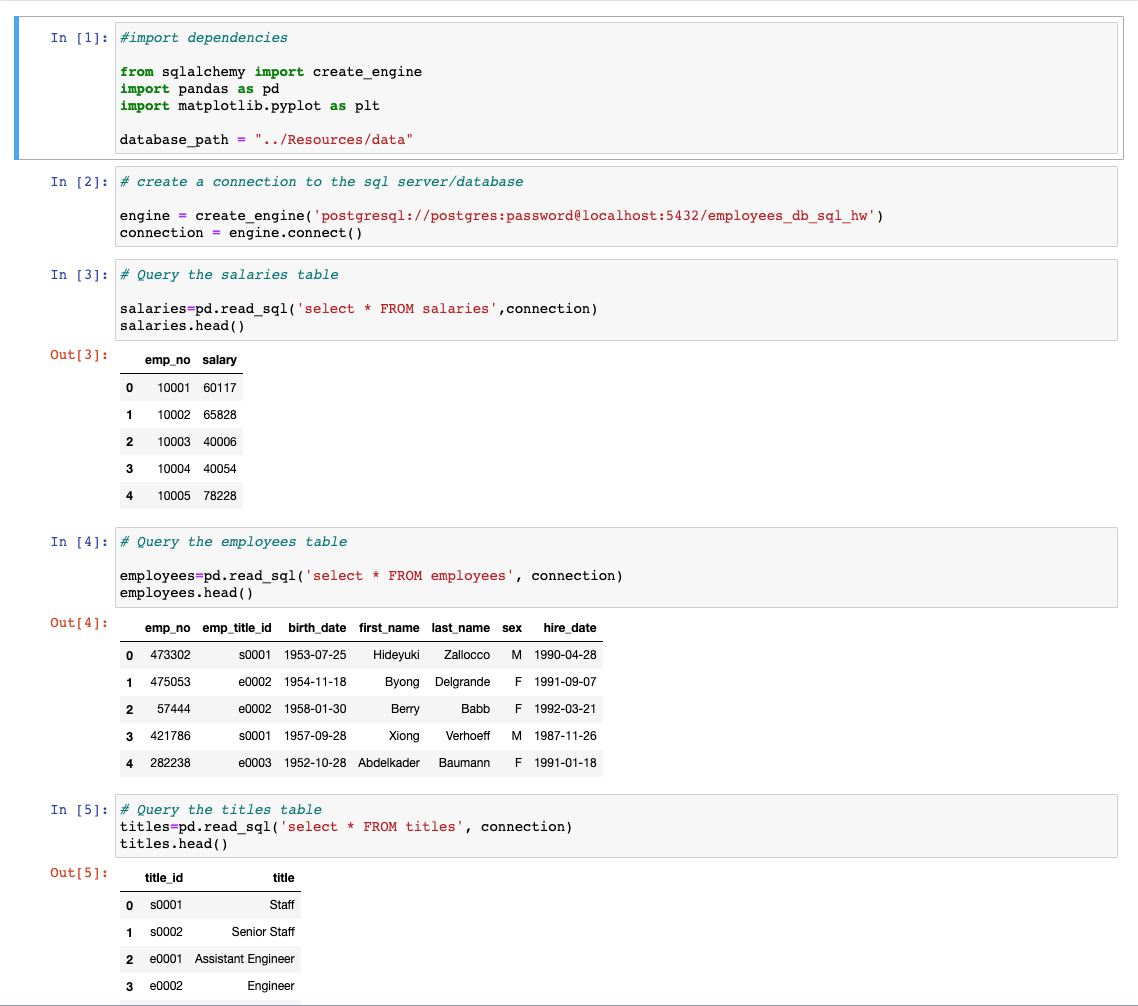 In [1]: #import dependencies
from sqlalchemy import create_engine
import pandas as pd
import matplotlib.pyplot as plt
database_path = "../Resources/data"
In [2]: # create a connection to the sql server/database
engine = create_engine('postgresql://postgres:password@localhost:5432/employees_db_sql_hw')
connection = engine.connect()
In [3]: # Query the salaries table
salaries=pd.read_sql('select * FROM salaries',connection)
salaries.head()
Out[3]:
emp_no salary
0 10001 60117
1 10002 65828
2 10003 40006
3 10004 40054
4 10005 78228
In [4]: # Query the employees table
employees=pd.read_sql('select * FROM employees', connection)
employees.head()
Out[4]:
emp_no emp_title_id birth_date first_name last_name sex hire_date
0 473302 s0001 1953-07-25 Hideyuki Zallocco M 1990-04-28
1 475053 e0002 1954-11-18 Byong Delgrande F 1991-09-07
2 57444 e0002 1958-01-30 Berry Babb F 1992-03-21
3 421786 s0001 1957-09-28 Xiong Verhoeff M 1987-11-26
4 282238 e0003 1952-10-28 Abdelkader Baumann F 1991-01-18
In [5]: # Query the titles table
titles=pd.read_sql('select * FROM titles', connection)
titles.head()
Out[5]:
title_id title
0 s0001 Staff
1 s0002 Senior Staff
2 e0001 Assistant Engineer
3 e0002 Engineer